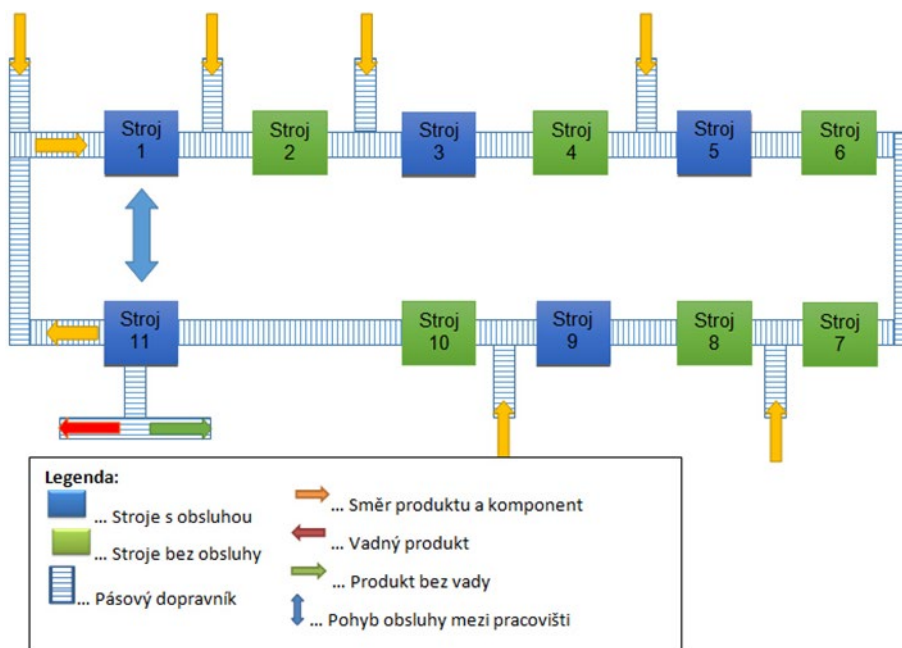 Stroj
1
Stroj
2
Stroj
3
Stroj
4
Stroj
5
Stroj
6
Stroj
11
Stroj
10
Stroj
9
Stroj
8
Stroj
7
Legenda:
... Stroje s obsluhou
... Stroje bez obsluhy
... Pásový dopravník
... Směr produktu a komponent
... Vadný produkt
... Produkt bez vady
... Pohyb obsluhy mezi pracovišti